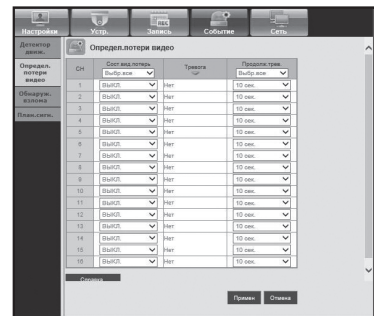 Настройки Устр. Запись Событие Сеть
REC
Детектор движ.
Определ. потери видео
Обнаруж. взлома
План.сигн.
Определ.потери видео
CH Сост.вид.потерь Тревога Продолж.трев.
Выбр.все Выбр.все
1 ВЫКЛ. Нет 10 сек.
2 ВЫКЛ. Нет 10 сек.
3 ВЫКЛ. Нет 10 сек.
4 ВЫКЛ. Нет 10 сек.
5 ВЫКЛ. Нет 10 сек.
6 ВЫКЛ. Нет 10 сек.
7 ВЫКЛ. Нет 10 сек.
8 ВЫКЛ. Нет 10 сек.
9 ВЫКЛ. Нет 10 сек.
10 ВЫКЛ. Нет 10 сек.
11 ВЫКЛ. Нет 10 сек.
12 ВЫКЛ. Нет 10 сек.
13 ВЫКЛ. Нет 10 сек.
14 ВЫКЛ. Нет 10 сек.
15 ВЫКЛ. Нет 10 сек.
16 ВЫКЛ. Нет 10 сек.
Справка
Примен Отмена